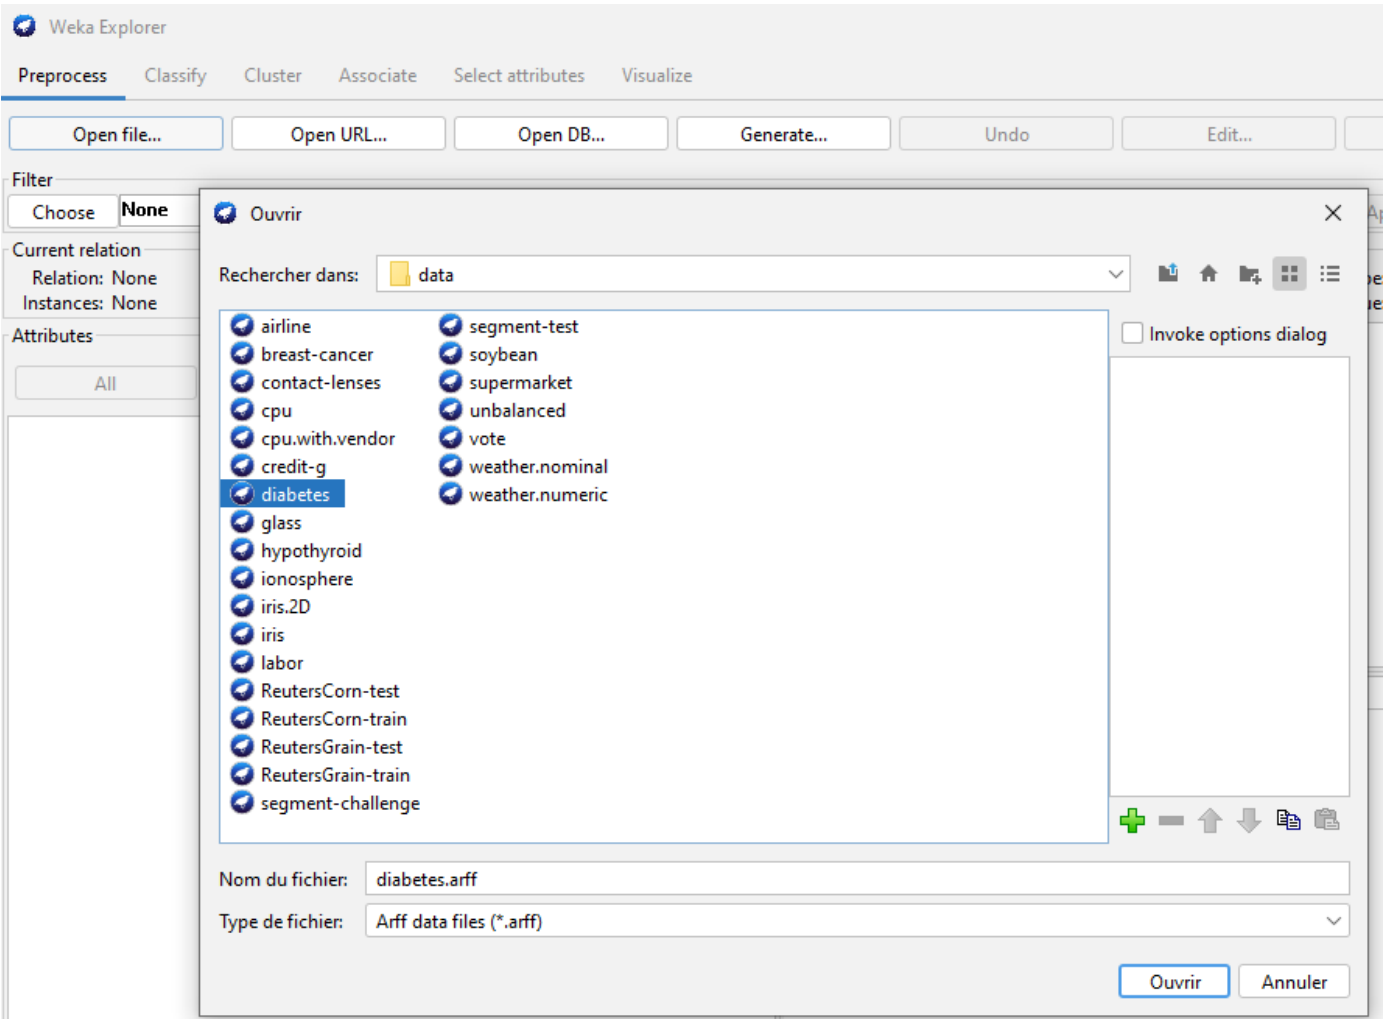 Weka Explorer
Preprocess Classify Cluster Associate Select attributes Visualize
Open file... Open URL... Open DB... Generate... Undo Edit...
Filter
Choose None
Current relation
Relation: None
Instances: None
Attributes
All
Ouvrir
Rechercher dans: data
Invoke options dialog
airline
breast-cancer
contact-lenses
cpu
cpu.with.vendor
credit-g
diabetes
glass
hypothyroid
ionosphere
iris.2D
iris
labor
ReutersCorn-test
ReutersCorn-train
ReutersGrain-test
ReutersGrain-train
segment-challenge
segment-test
soybean
supermarket
unbalanced
vote
weather.nominal
weather.numeric
Nom du fichier: diabetes.arff
Type de fichier: Arff data files (*.arff)
Ouvrir Annuler